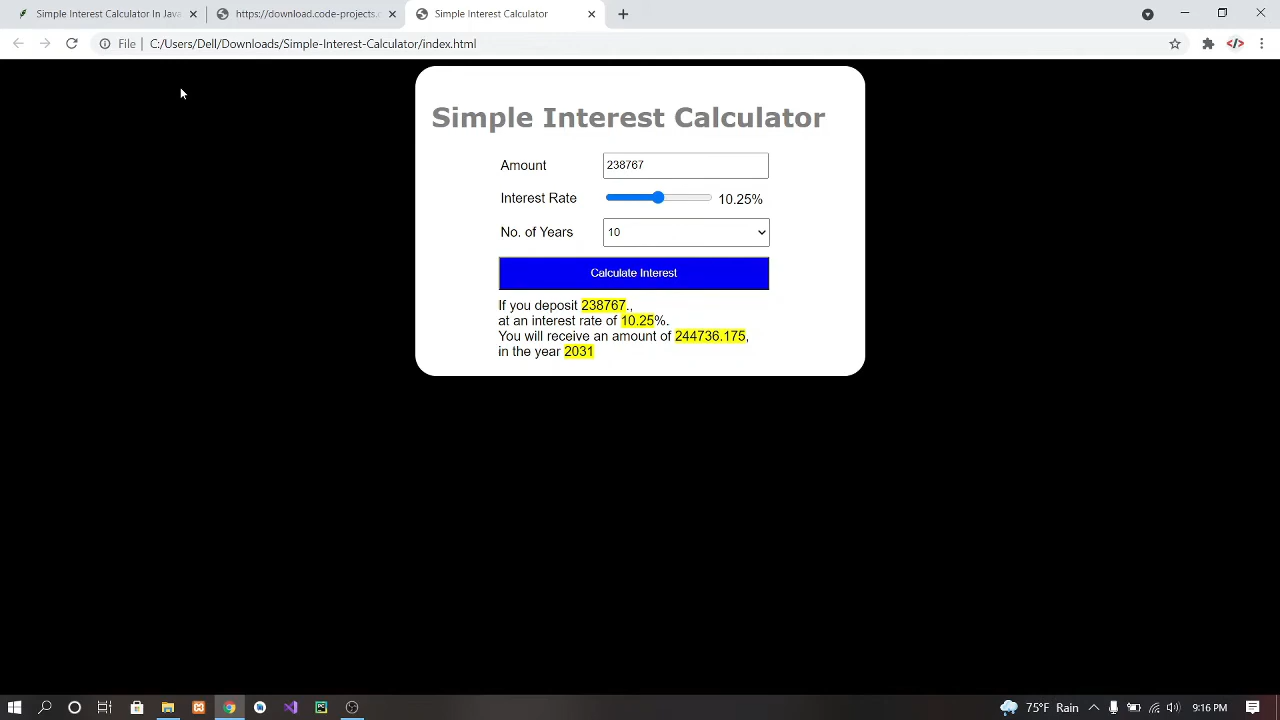 Simple Interest Calculator In Java
https://download.code-projects.
Simple Interest Calculator
File
C:/Users/Dell/Downloads/Simple-Interest-Calculator/index.html
Simple Interest Calculator
Amount 238767
Interest Rate 10.25%
No. of Years 10
Calculate Interest
If you deposit 238767.,
at an interest rate of 10.25%.
You will receive an amount of 244736.175,
in the year 2031
75°F Rain 9:16 PM